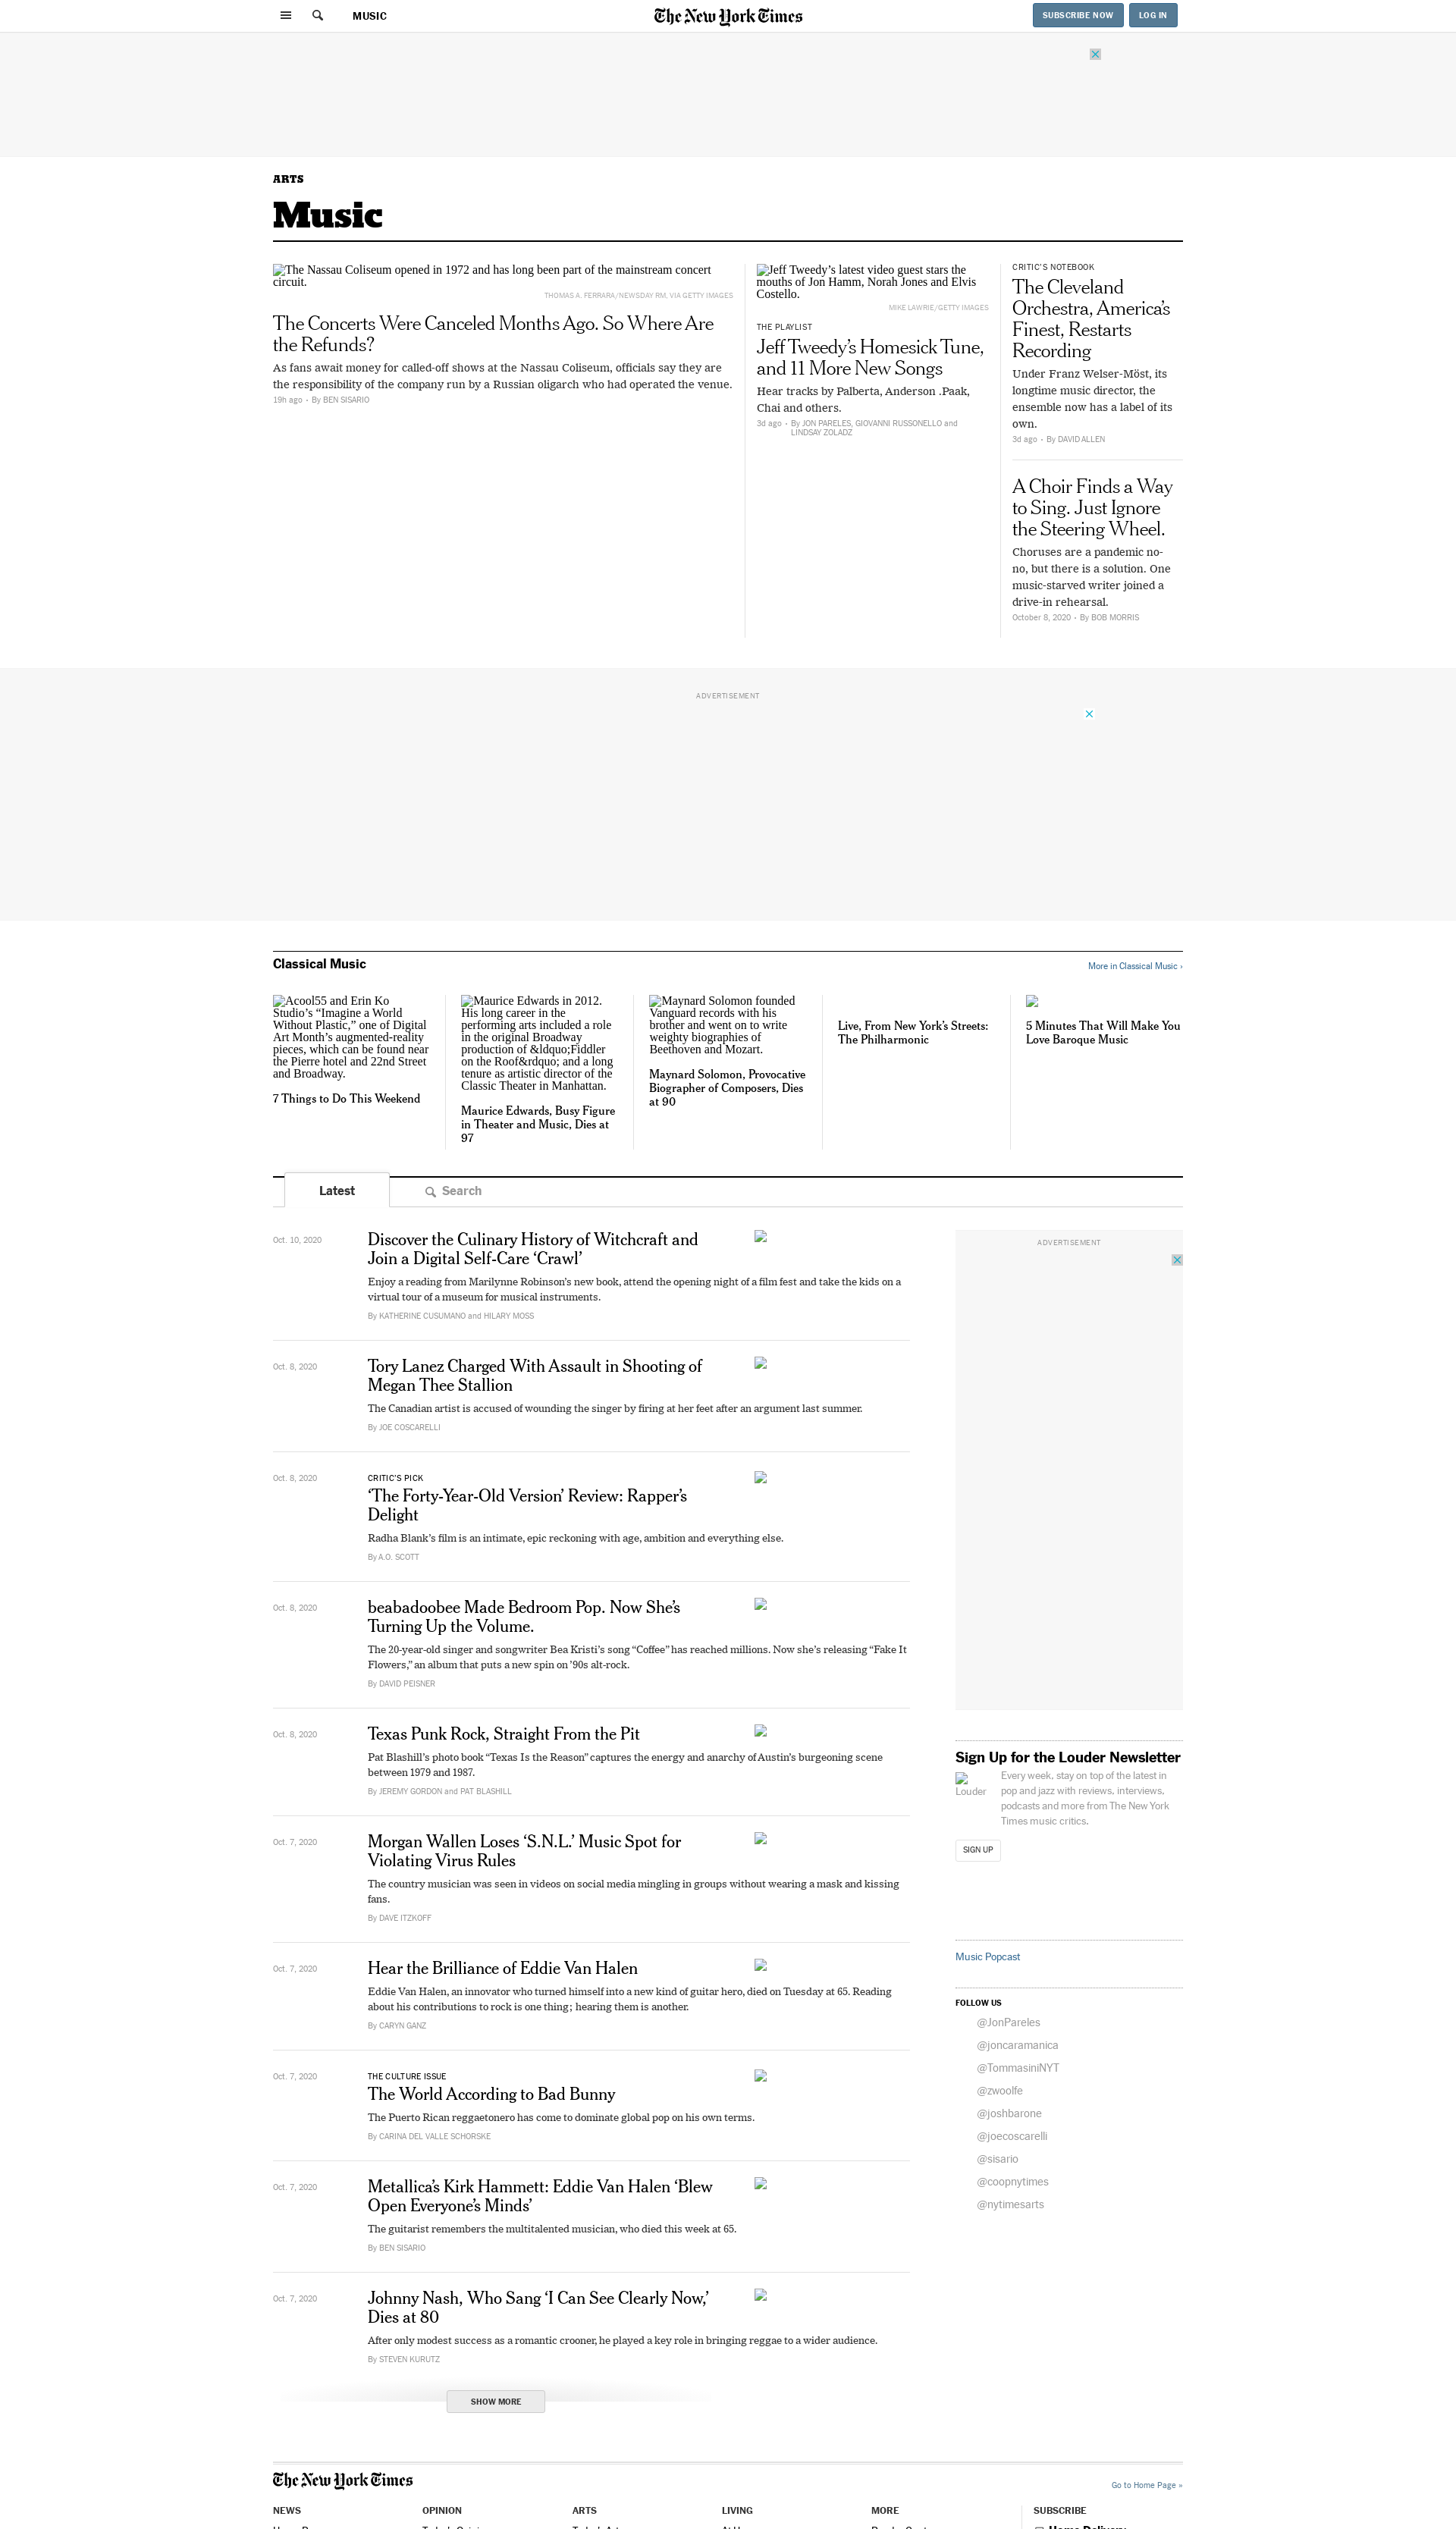 MUSIC
The New York Times
SUBSCRIBE NOW
LOG IN
ARTS
Music
The Nassau Coliseum opened in 1972 and has long been part of the mainstream concert
circuit.
THOMAS A. FERRARA/NEWSDAY RM, VIA GETTY IMAGES
The Concerts Were Canceled Months Ago. So Where Are
the Refunds?
As fans await money for called-off shows at the Nassau Coliseum, officials say they are
the responsibility of the company run by a Russian oligarch who had operated the venue.
19h ago • By BEN SISARIO
Jeff Tweedy’s latest video guest stars the
mouths of Jon Hamm, Norah Jones and Elvis
Costello.
MIKE LAWRIE/GETTY IMAGES
THE PLAYLIST
Jeff Tweedy’s Homesick Tune,
and 11 More New Songs
Hear tracks by Palberta, Anderson .Paak,
Chai and others.
3d ago • By JON PARELES, GIOVANNI RUSSONELLO and
LINDSAY ZOLADZ
CRITIC’S NOTEBOOK
The Cleveland
Orchestra, America’s
Finest, Restarts
Recording
Under Franz Welser-Möst, its
longtime music director, the
ensemble now has a label of its
own.
3d ago • By DAVID ALLEN
A Choir Finds a Way
to Sing. Just Ignore
the Steering Wheel.
Choruses are a pandemic no-
no, but there is a solution. One
music-starved writer joined a
drive-in rehearsal.
October 8, 2020 • By BOB MORRIS
ADVERTISEMENT
Classical Music
More in Classical Music ›
Acool55 and Erin Ko
Studio’s “Imagine a World
Without Plastic,” one of Digital
Art Month’s augmented-reality
pieces, which can be found near
the Pierre hotel and 22nd Street
and Broadway.
7 Things to Do This Weekend
Maurice Edwards in 2012.
His long career in the
performing arts included a role
in the original Broadway
production of &ldquo;Fiddler
on the Roof&rdquo; and a long
tenure as artistic director of the
Classic Theater in Manhattan.
Maurice Edwards, Busy Figure
in Theater and Music, Dies at
97
Maynard Solomon founded
Vanguard records with his
brother and went on to write
weighty biographies of
Beethoven and Mozart.
Maynard Solomon, Provocative
Biographer of Composers, Dies
at 90
Live, From New York’s Streets:
The Philharmonic
5 Minutes That Will Make You
Love Baroque Music
Latest
Search
Oct. 10, 2020
Discover the Culinary History of Witchcraft and
Join a Digital Self-Care ‘Crawl’
Enjoy a reading from Marilynne Robinson’s new book, attend the opening night of a film fest and take the kids on a
virtual tour of a museum for musical instruments.
By KATHERINE CUSUMANO and HILARY MOSS
Oct. 8, 2020
Tory Lanez Charged With Assault in Shooting of
Megan Thee Stallion
The Canadian artist is accused of wounding the singer by firing at her feet after an argument last summer.
By JOE COSCARELLI
Oct. 8, 2020
CRITIC’S PICK
‘The Forty-Year-Old Version’ Review: Rapper’s
Delight
Radha Blank’s film is an intimate, epic reckoning with age, ambition and everything else.
By A.O. SCOTT
Oct. 8, 2020
beabadoobee Made Bedroom Pop. Now She’s
Turning Up the Volume.
The 20-year-old singer and songwriter Bea Kristi’s song “Coffee” has reached millions. Now she’s releasing “Fake It
Flowers,” an album that puts a new spin on ’90s alt-rock.
By DAVID PEISNER
Oct. 8, 2020
Texas Punk Rock, Straight From the Pit
Pat Blashill’s photo book “Texas Is the Reason” captures the energy and anarchy of Austin’s burgeoning scene
between 1979 and 1987.
By JEREMY GORDON and PAT BLASHILL
Oct. 7, 2020
Morgan Wallen Loses ‘S.N.L.’ Music Spot for
Violating Virus Rules
The country musician was seen in videos on social media mingling in groups without wearing a mask and kissing
fans.
By DAVE ITZKOFF
Oct. 7, 2020
Hear the Brilliance of Eddie Van Halen
Eddie Van Halen, an innovator who turned himself into a new kind of guitar hero, died on Tuesday at 65. Reading
about his contributions to rock is one thing; hearing them is another.
By CARYN GANZ
Oct. 7, 2020
THE CULTURE ISSUE
The World According to Bad Bunny
The Puerto Rican reggaetonero has come to dominate global pop on his own terms.
By CARINA DEL VALLE SCHORSKE
Oct. 7, 2020
Metallica’s Kirk Hammett: Eddie Van Halen ‘Blew
Open Everyone’s Minds’
The guitarist remembers the multitalented musician, who died this week at 65.
By BEN SISARIO
Oct. 7, 2020
Johnny Nash, Who Sang ‘I Can See Clearly Now,’
Dies at 80
After only modest success as a romantic crooner, he played a key role in bringing reggae to a wider audience.
By STEVEN KURUTZ
SHOW MORE
ADVERTISEMENT
Sign Up for the Louder Newsletter
Louder
Every week, stay on top of the latest in
pop and jazz with reviews, interviews,
podcasts and more from The New York
Times music critics.
SIGN UP
Music Popcast
FOLLOW US
@JonPareles
@joncaramanica
@TommasiniNYT
@zwoolfe
@joshbarone
@joecoscarelli
@sisario
@coopnytimes
@nytimesarts
The New York Times
Go to Home Page »
NEWS
OPINION
ARTS
LIVING
MORE
SUBSCRIBE